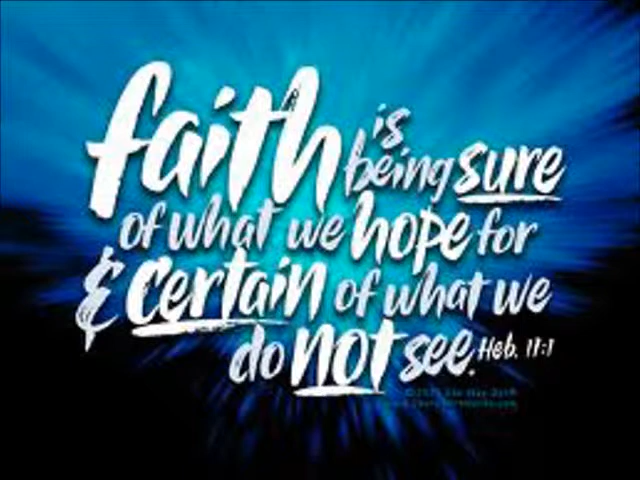 faith is
being sure
of what we hope for
& certain of what we
do not see. Heb. 11:1